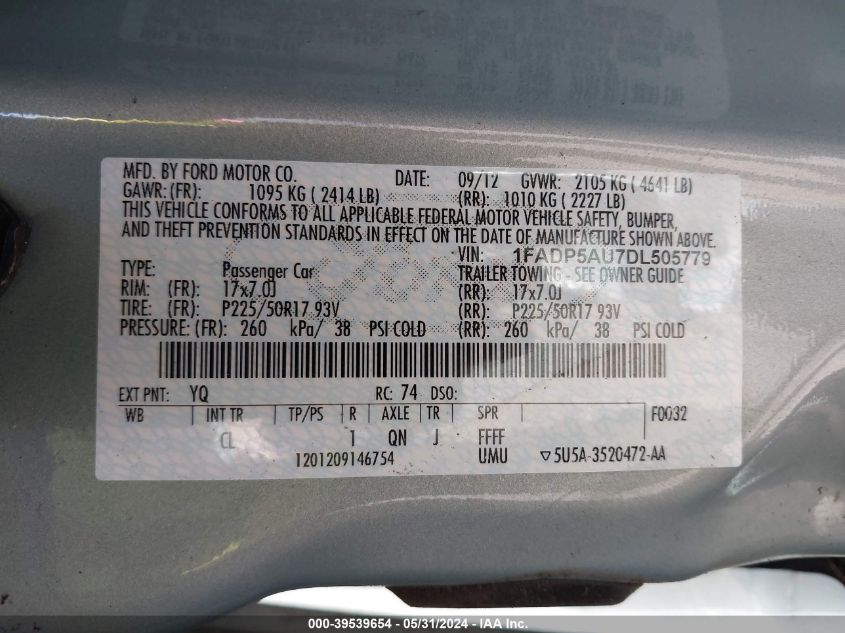 MFD. BY FORD MOTOR CO. DATE: 09/12 GVWR: 2105 KG ( 4641 LB)
GAWR: (FR): 1095 KG ( 2414 LB) (RR): 1010 KG ( 2227 LB)
THIS VEHICLE CONFORMS TO ALL APPLICABLE FEDERAL MOTOR VEHICLE SAFETY, BUMPER,
AND THEFT PREVENTION STANDARDS IN EFFECT ON THE DATE OF MANUFACTURE SHOWN ABOVE.
VIN: 1FADP5AU7DL505779
TYPE: Passenger Car TRAILER TOWING - SEE OWNER GUIDE
RIM: (FR): 17x7.0J (RR): 17x7.0J
TIRE: (FR): P225/50R17 93V (RR): P225/50R17 93V
PRESSURE: (FR): 260 kPa/ 38 PSI COLD (RR): 260 kPa/ 38 PSI COLD
EXT PNT: YQ RC: 74 DSO:
WB INT TR TP/PS R AXLE TR SPR F0032
CL 1 QN J FFFF
1201209146754 UMU ▽5U5A-3520472-AA
000-39539654 - 05/31/2024 - IAA Inc.